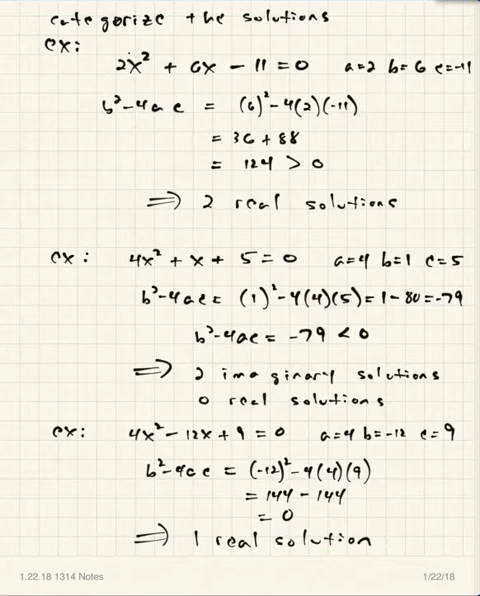 categorize the solutions
ex:
2x² + 6x - 11 = 0 a=2 b=6 c=-11
b²-4ac = (6)²-4(2)(-11)
= 36 + 88
= 124 > 0
⟹ 2 real solutions
ex: 4x² + x + 5 = 0 a=4 b=1 c=5
b²-4ac = (1)²-4(4)(5) = 1-80 = -79
b²-4ac = -79 < 0
⟹ 2 imaginary solutions
0 real solutions
ex: 4x² - 12x + 9 = 0 a=4 b=-12 c=9
b²-4ac = (-12)²-4(4)(9)
= 144 - 144
= 0
⟹ 1 real solution
1.22.18 1314 Notes 1/22/18